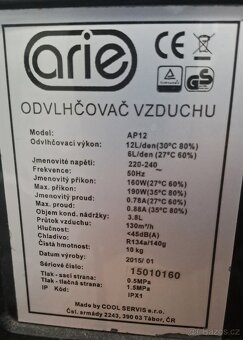 arie
CE
GS
ODVLHČOVAČ VZDUCHU
Model: AP12
Odvlhčovací výkon: 12L/den(30°C 80%)
6L/den (27°C 60%)
Jmenovité napětí: 220-240 ~
Frekvence: 50Hz
Jmenovitý příkon: 160W(27°C 60%)
Max. příkon: 190W(35°C 80%)
Jmenovitý proud: 0.78A(27°C 60%)
Max. proud: 0.88A(35°C 80%)
Objem kond. nádrže: 3.8L
Průtok vzduchu: 130m³/h
Hlučnost: <45dB(A)
Chladivo: R134a/140g
Čistá hmotnost: 10 kg
Datum výroby: 2015/ 01
Sériové číslo: 15010160
Tlak - sací strana: 0.5MPa
Tlak - tlačná strana: 1.5MPa
IP Kód: IPX1
Made by COOL SERVIS s.r.o.
Čsl. armády 2243, 390 03 Tábor, ČR